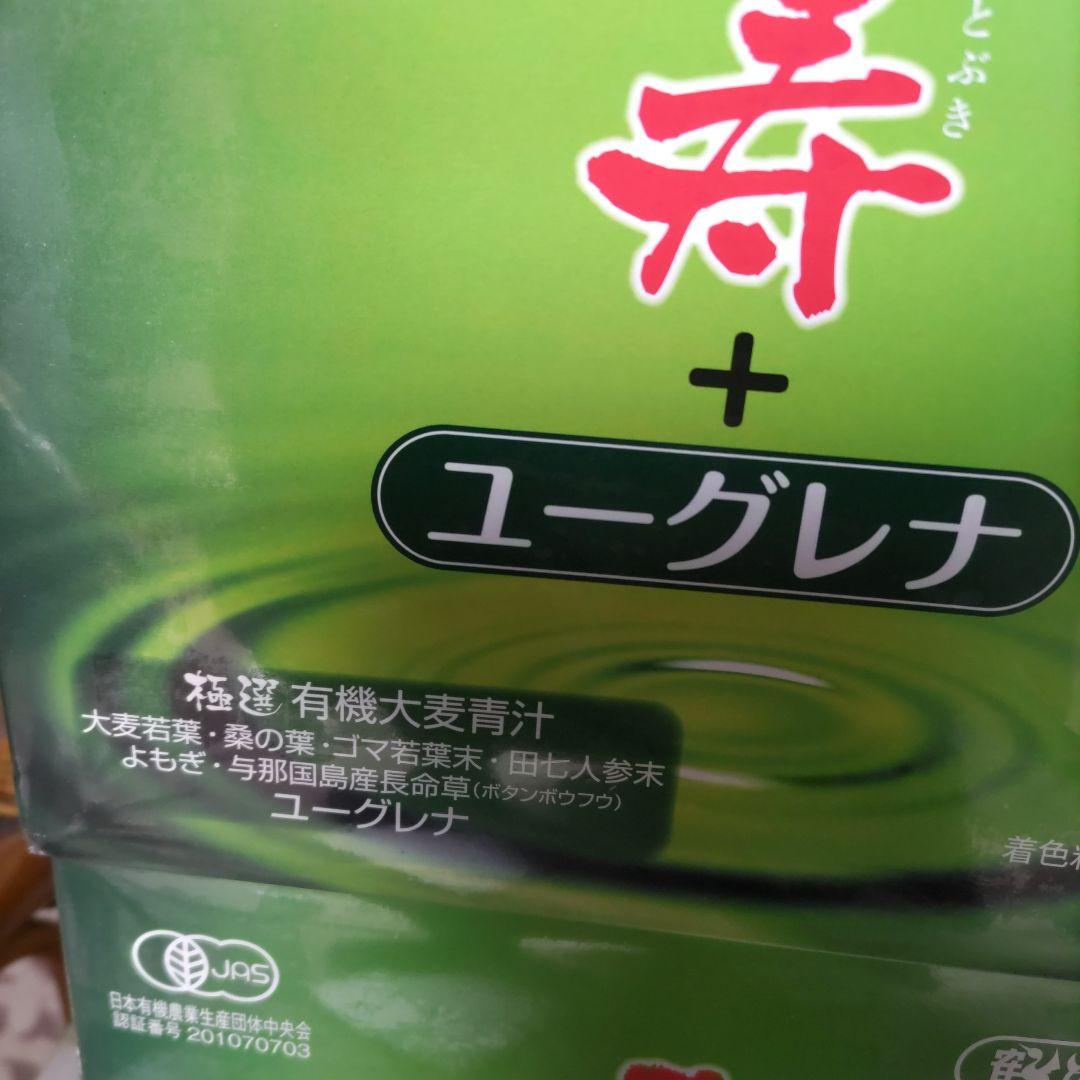 寿
とぶき
+
ユーグレナ
極選 有機大麦青汁
大麦若葉・桑の葉・ゴマ若葉末・田七人参末
よもぎ・与那国島産長命草(ボタンボウフウ)
ユーグレナ
着色
JAS
日本有機農業生産団体中央会
認証番号 201070703